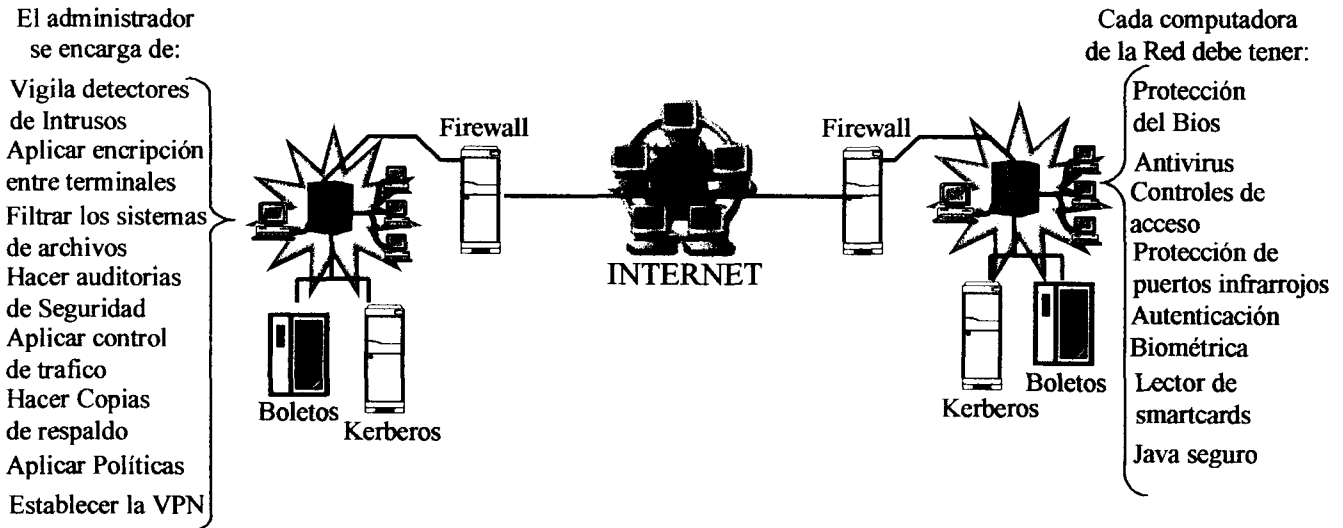 El administrador
se encarga de:
Vigila detectores
de Intrusos
Aplicar encripción
entre terminales
Filtrar los sistemas
de archivos
Hacer auditorias
de Seguridad
Aplicar control
de trafico
Hacer Copias
de respaldo
Aplicar Políticas
Establecer la VPN
Firewall
Boletos
Kerberos
INTERNET
Firewall
Kerberos
Boletos
Cada computadora
de la Red debe tener:
Protección
del Bios
Antivirus
Controles de
acceso
Protección de
puertos infrarrojos
Autenticación
Biométrica
Lector de
smartcards
Java seguro